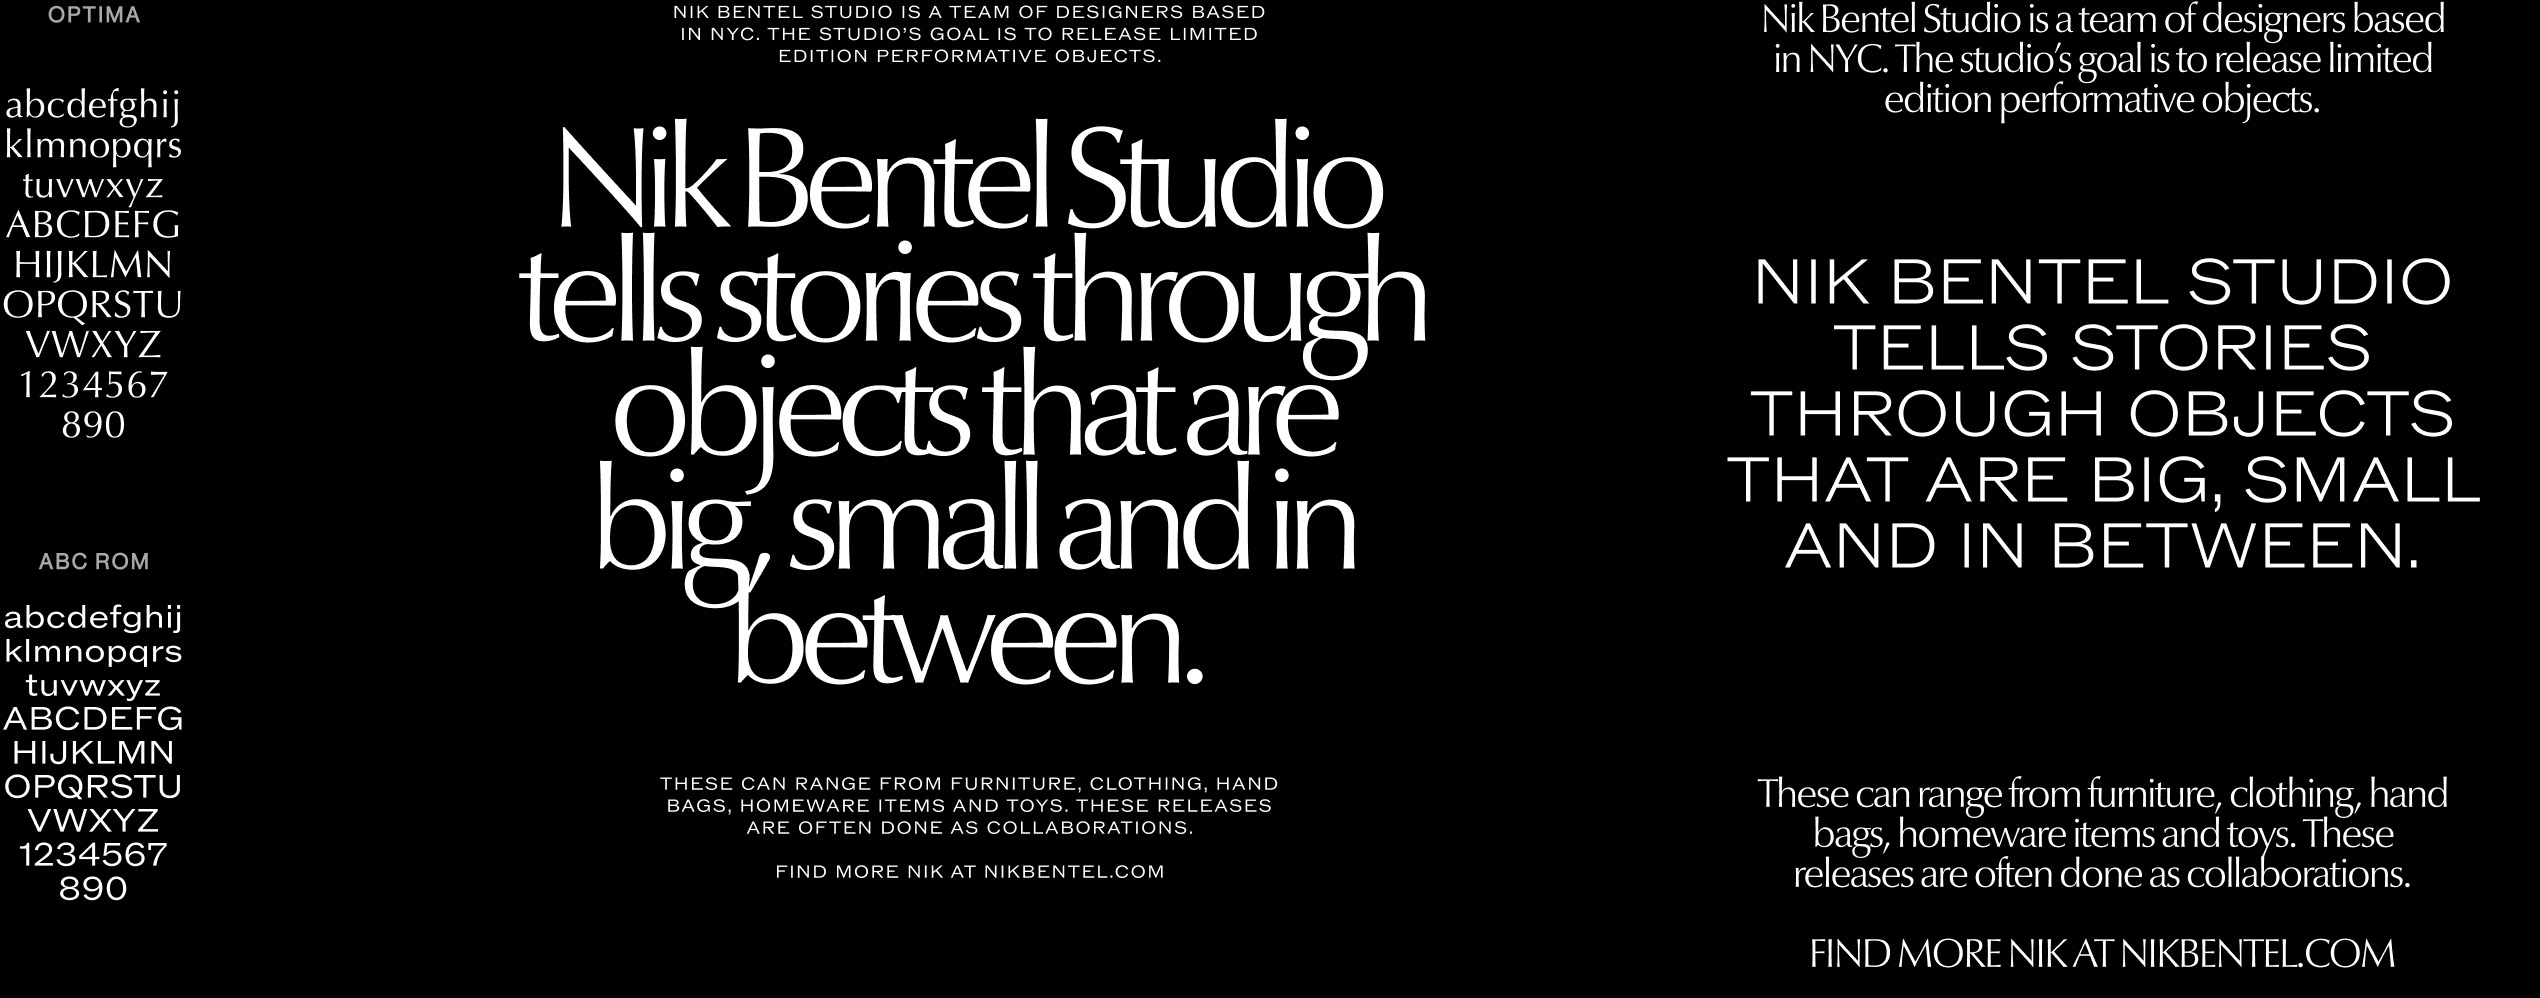 OPTIMA
abcdefghij
klmnopqrs
tuvwxyz
ABCDEFG
HIJKLMN
OPQRSTU
VWXYZ
1234567
890
ABC ROM
abcdefghij
klmnopqrs
tuvwxyz
ABCDEFG
HIJKLMN
OPQRSTU
VWXYZ
1234567
890
NIK BENTEL STUDIO IS A TEAM OF DESIGNERS BASED
IN NYC. THE STUDIO’S GOAL IS TO RELEASE LIMITED
EDITION PERFORMATIVE OBJECTS.
Nik Bentel Studio
tells stories through
objects that are
big, small and in
between.
THESE CAN RANGE FROM FURNITURE, CLOTHING, HAND
BAGS, HOMEWARE ITEMS AND TOYS. THESE RELEASES
ARE OFTEN DONE AS COLLABORATIONS.
FIND MORE NIK AT NIKBENTEL.COM
Nik Bentel Studio is a team of designers based
in NYC. The studio’s goal is to release limited
edition performative objects.
NIK BENTEL STUDIO
TELLS STORIES
THROUGH OBJECTS
THAT ARE BIG, SMALL
AND IN BETWEEN.
These can range from furniture, clothing, hand
bags, homeware items and toys. These
releases are often done as collaborations.
FIND MORE NIK AT NIKBENTEL.COM